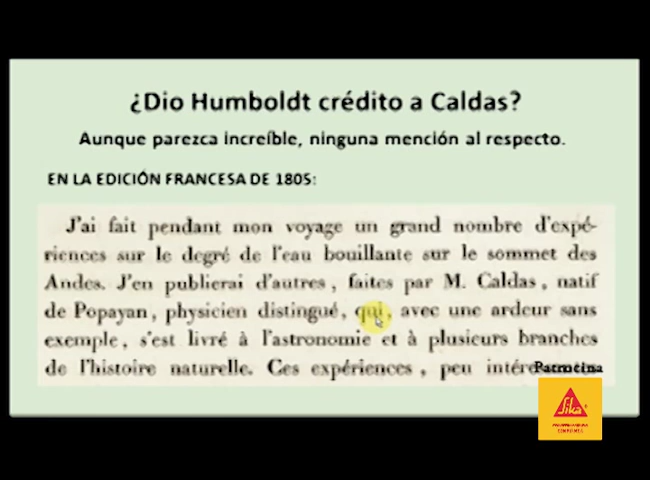 ¿Dio Humboldt crédito a Caldas?
Aunque parezca increíble, ninguna mención al respecto.
EN LA EDICIÓN FRANCESA DE 1805:
J'ai fait pendant mon voyage un grand nombre d'expé-
riences sur le degré de l'eau bouillante sur le sommet des
Andes. J'en publierai d'autres, faites par M. Caldas, natif
de Popayan, physicien distingué, qui, avec une ardeur sans
exemple, s'est livré à l'astronomie et à plusieurs branches
de l'histoire naturelle. Ces expériences, peu
Patrocina
Sika